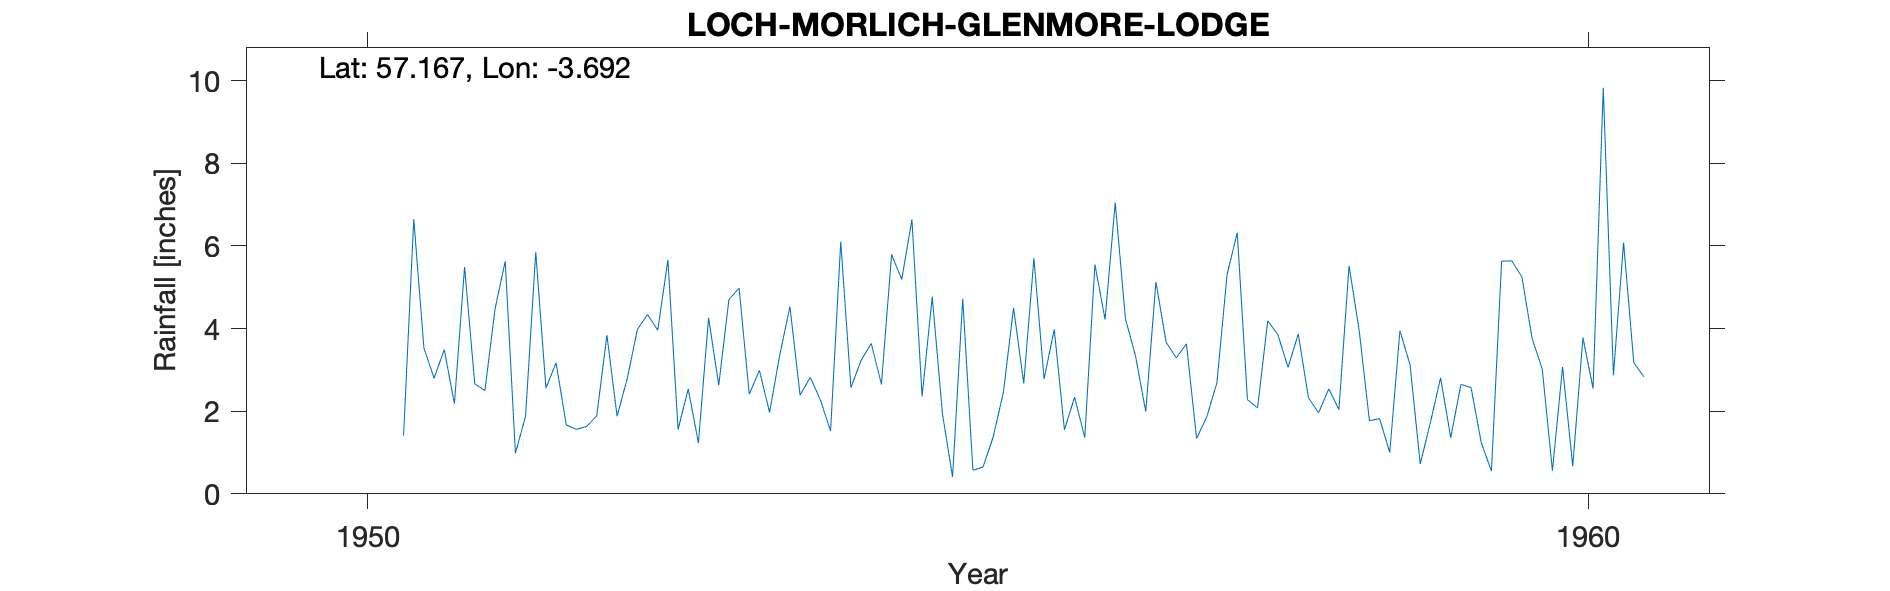 LOCH-MORLICH-GLENMORE-LODGE
Lat: 57.167, Lon: -3.692
10
8
6
4
2
0
Rainfall [inches]
1950
1960
Year